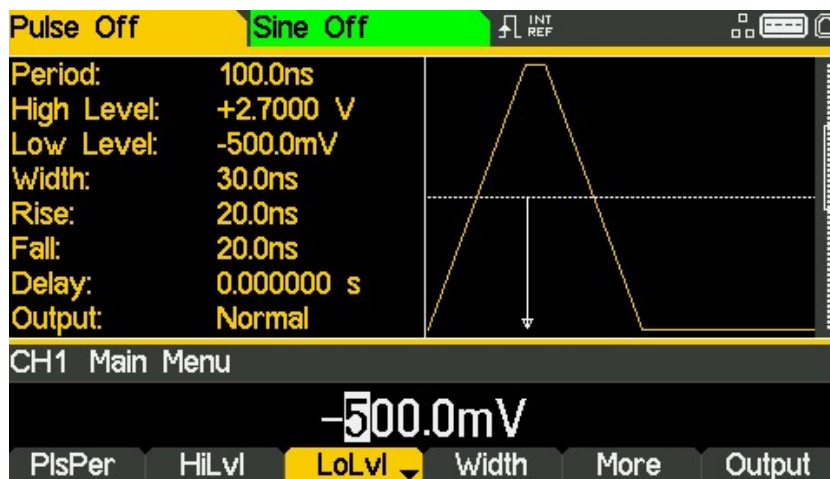 Pulse Off Sine Off INT REF
Period: 100.0ns
High Level: +2.7000 V
Low Level: -500.0mV
Width: 30.0ns
Rise: 20.0ns
Fall: 20.0ns
Delay: 0.000000 s
Output: Normal
CH1 Main Menu
-500.0mV
PlsPer HiLvl LoLvl Width More Output